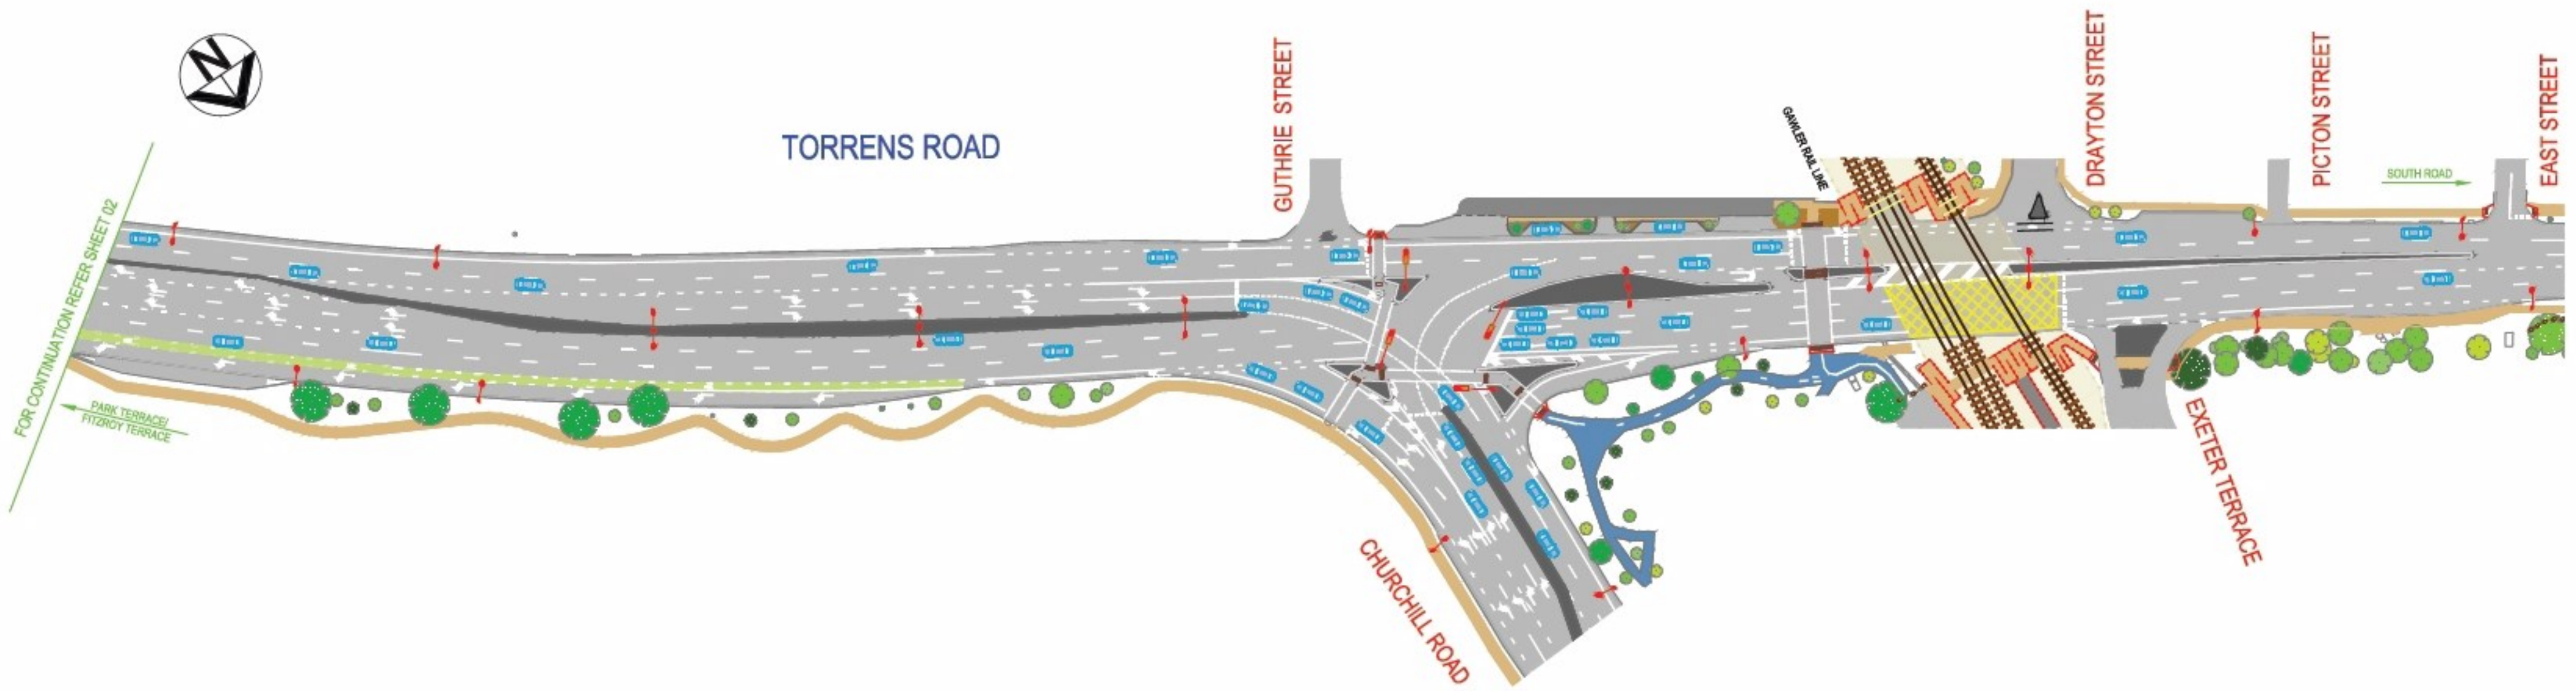 N
TORRENS ROAD
GUTHRIE STREET
GAWLER RAIL LINE
DRAYTON STREET
PICTON STREET
SOUTH ROAD
EAST STREET
FOR CONTINUATION REFER SHEET 02
PARK TERRACE/
FITZROY TERRACE
CHURCHILL ROAD
EXETER TERRACE